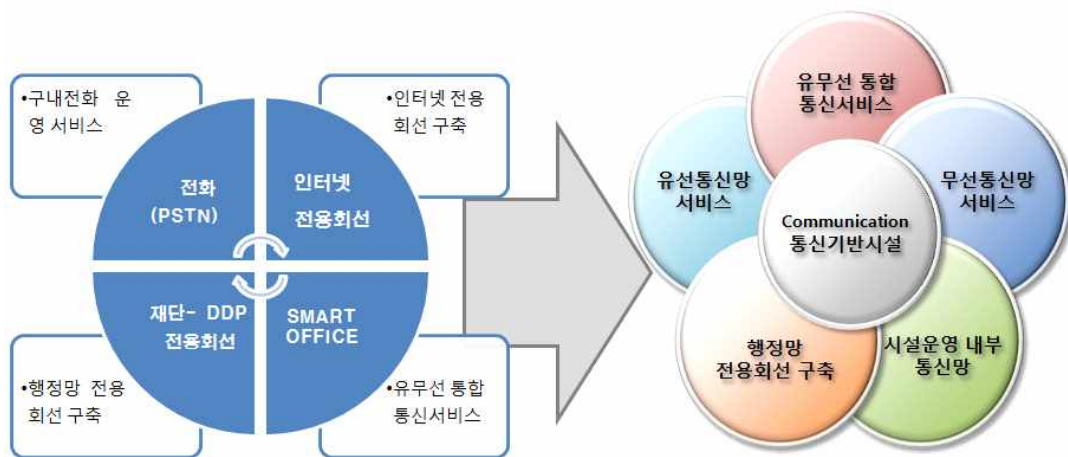 •구내전화 운
영 서비스
•인터넷 전용
회선 구축
전화
(PSTN)
인터넷
전용회선
재단- DDP
전용회선
SMART
OFFICE
•행정망 전용
회선 구축
•유무선 통합
통신서비스
유무선 통합
통신서비스
유선통신망
서비스
무선통신망
서비스
Communication
통신기반시설
행정망
전용회선 구축
시설운영 내부
통신망